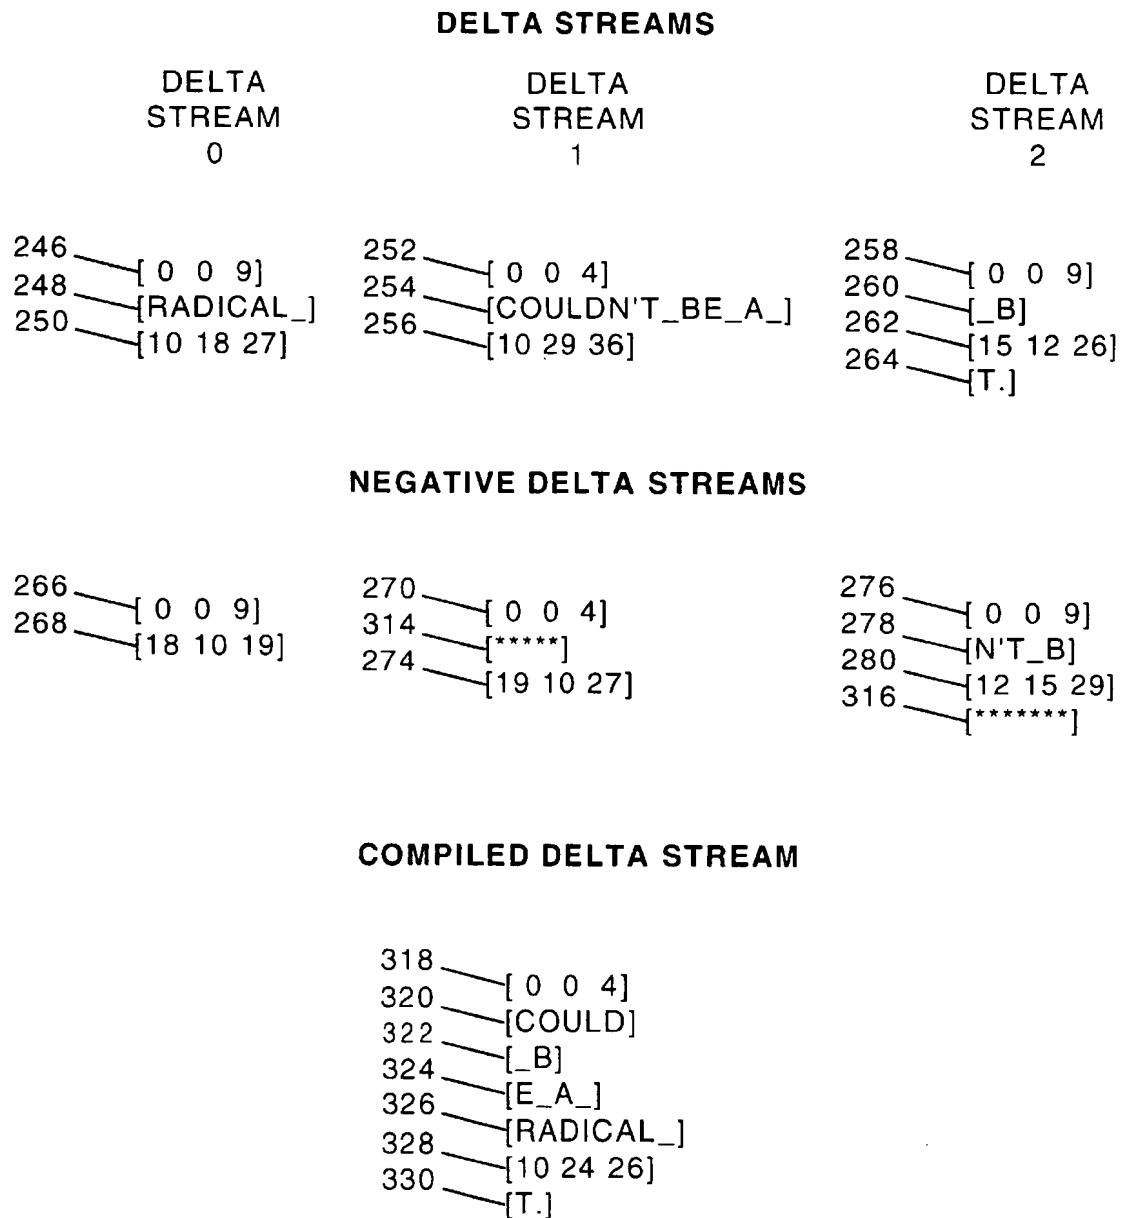 DELTA STREAMS
DELTA STREAM 0
DELTA STREAM 1
DELTA STREAM 2
246 [ 0 0 9]
248 [RADICAL_]
250 [10 18 27]
252 [ 0 0 4]
254 [COULDN'T_BE_A_]
256 [10 29 36]
258 [ 0 0 9]
260 [_B]
262 [15 12 26]
264 [T.]
NEGATIVE DELTA STREAMS
266 [ 0 0 9]
268 [18 10 19]
270 [ 0 0 4]
314 [*****]
274 [19 10 27]
276 [ 0 0 9]
278 [N'T_B]
280 [12 15 29]
316 [*******]
COMPILED DELTA STREAM
318 [ 0 0 4]
320 [COULD]
322 [_B]
324 [E_A_]
326 [RADICAL_]
328 [10 24 26]
330 [T.]